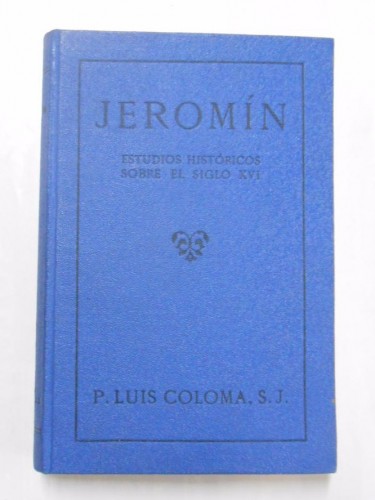 JEROMÍN
ESTUDIOS HISTÓRICOS
SOBRE EL SIGLO XVI
P. LUIS COLOMA, S. J.